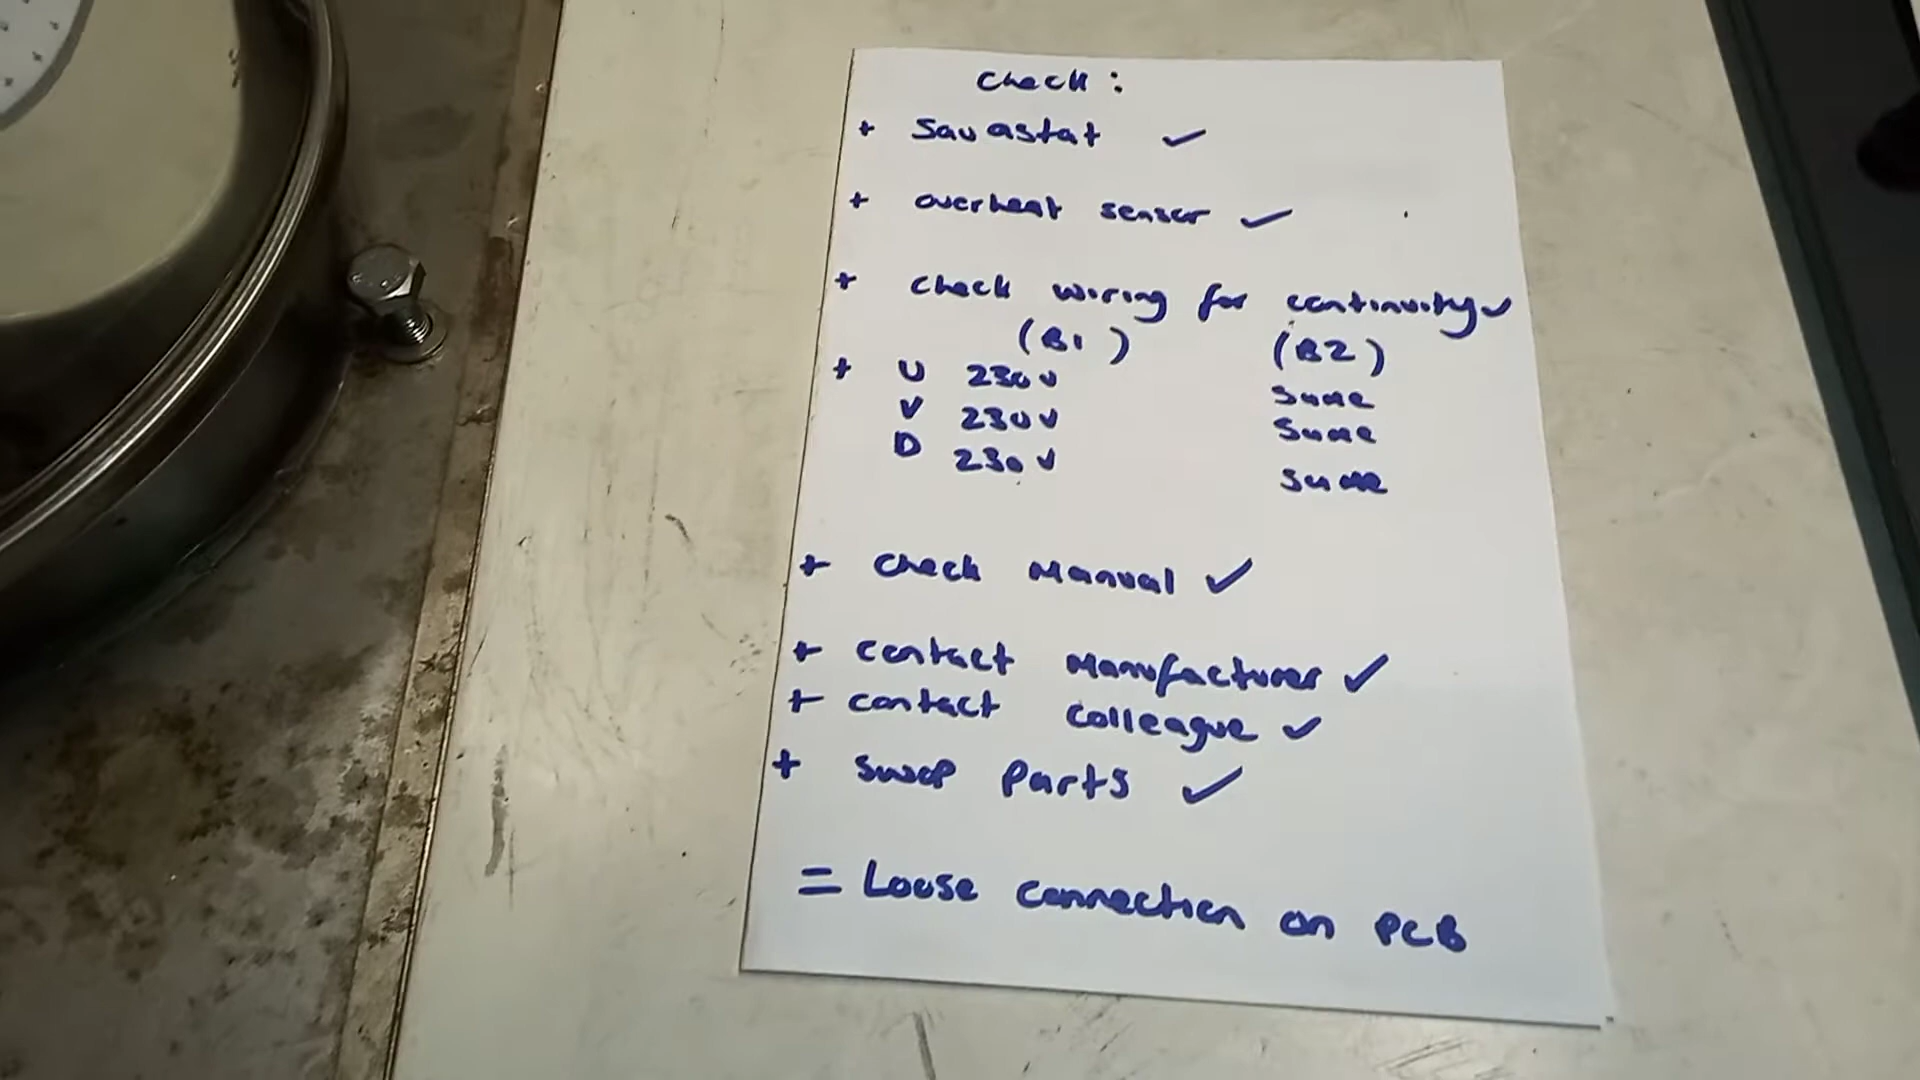 Check:
+ Savastat ✓
+ overheat sensor ✓
+ check wiring for continuity ✓
(B1) (B2)
+ U 230v Same
V 230v Same
D 230v Same
+ check Manual ✓
+ contact Manufacturer ✓
+ contact colleague ✓
+ swap Parts ✓
= Loose connection on PCB